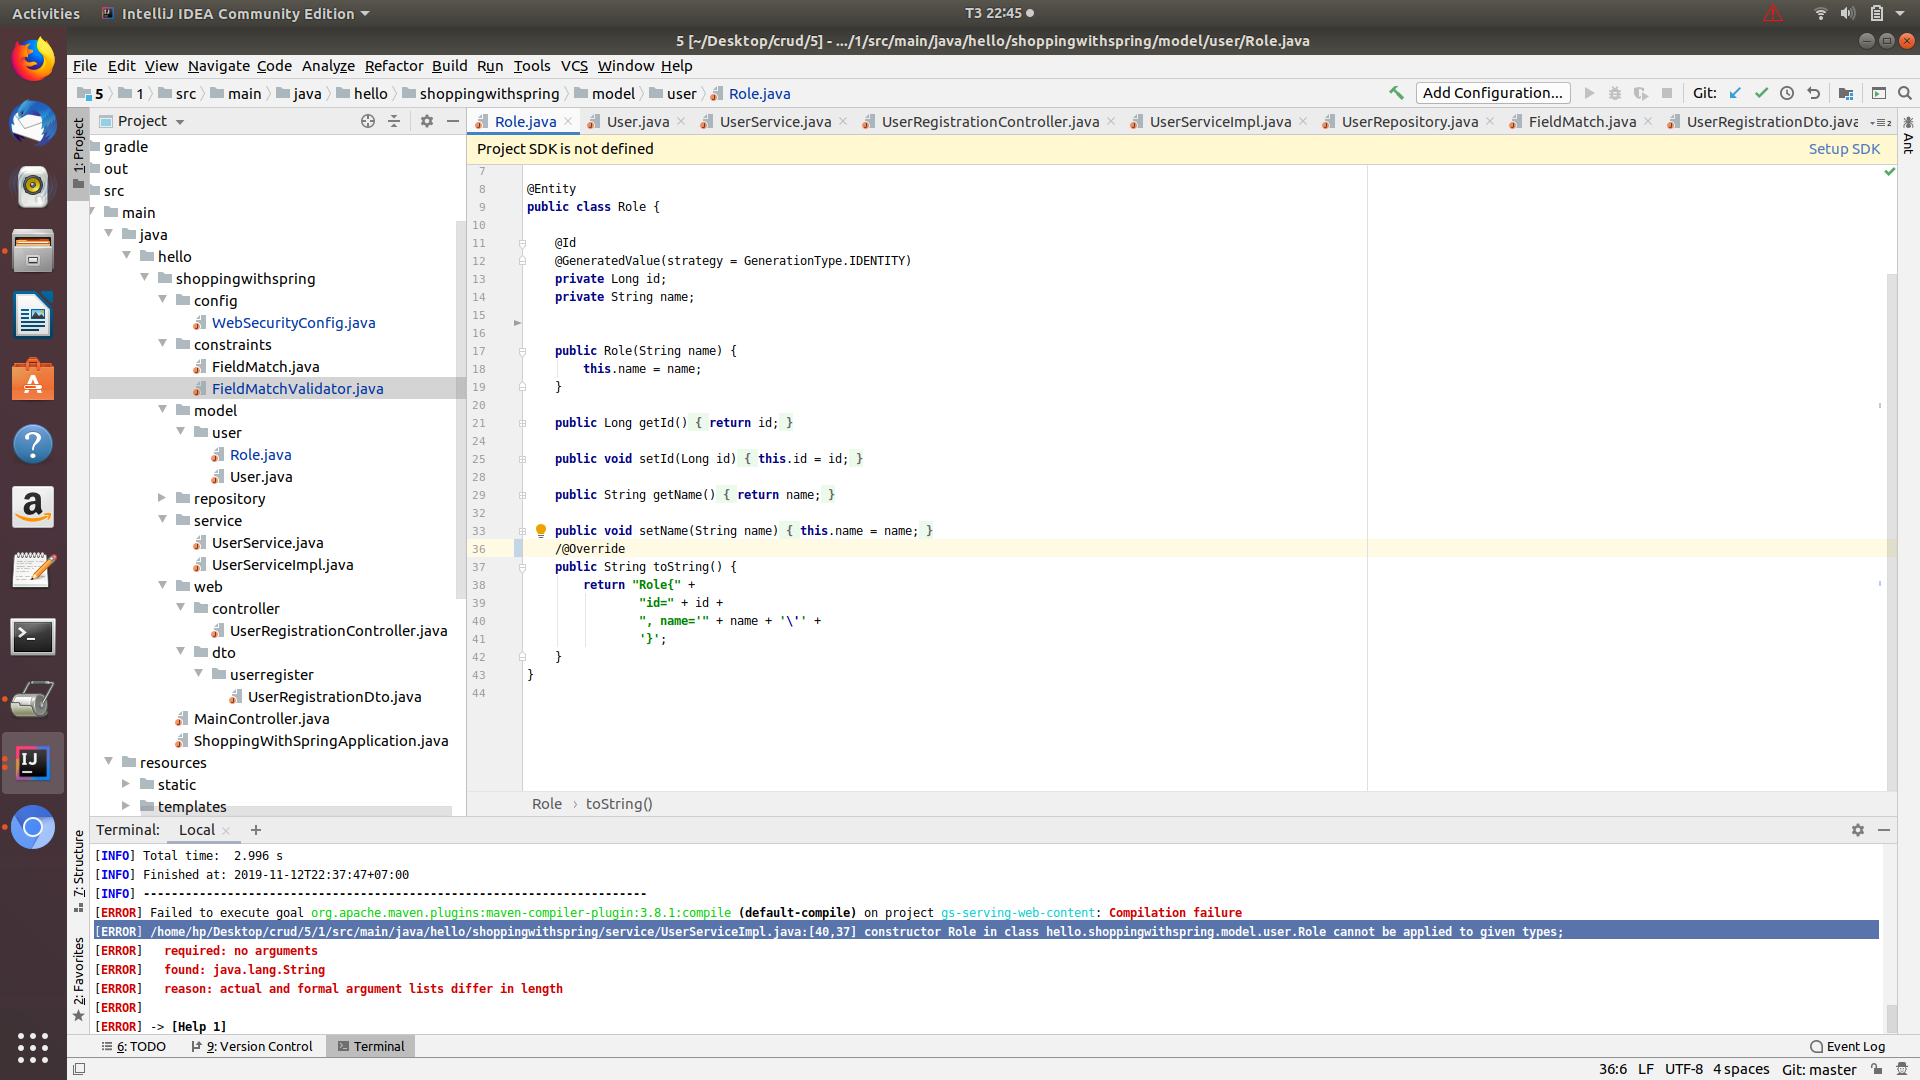 Activities IntelliJ IDEA Community Edition T3 22:45
5 [~/Desktop/crud/5] - .../1/src/main/java/hello/shoppingwithspring/model/user/Role.java
File Edit View Navigate Code Analyze Refactor Build Run Tools VCS Window Help
5 1 src main java hello shoppingwithspring model user Role.java Add Configuration... Git:
Project
Role.java User.java UserService.java UserRegistrationController.java UserServiceImpl.java UserRepository.java FieldMatch.java UserRegistrationDto.java
Project SDK is not defined Setup SDK
1: Project
Ant
gradle
out
src
main
java
hello
shoppingwithspring
config
WebSecurityConfig.java
constraints
FieldMatch.java
FieldMatchValidator.java
model
user
Role.java
User.java
repository
service
UserService.java
UserServiceImpl.java
web
controller
UserRegistrationController.java
dto
userregister
UserRegistrationDto.java
MainController.java
ShoppingWithSpringApplication.java
resources
static
templates
7
8 @Entity
9 public class Role {
10
11 @Id
12 @GeneratedValue(strategy = GenerationType.IDENTITY)
13 private Long id;
14 private String name;
15
16
17 public Role(String name) {
18 this.name = name;
19 }
20
21 public Long getId() { return id; }
24
25 public void setId(Long id) { this.id = id; }
28
29 public String getName() { return name; }
32
33 public void setName(String name) { this.name = name; }
36 /@Override
37 public String toString() {
38 return "Role{" +
39 "id=" + id +
40 ", name='" + name + '\'' +
41 '}';
42 }
43 }
44
Role › toString()
Terminal: Local
7: Structure
2: Favorites
[INFO] Total time:  2.996 s
[INFO] Finished at: 2019-11-12T22:37:47+07:00
[INFO] ------------------------------------------------------------------------
[ERROR] Failed to execute goal org.apache.maven.plugins:maven-compiler-plugin:3.8.1:compile (default-compile) on project gs-serving-web-content: Compilation failure
[ERROR] /home/hp/Desktop/crud/5/1/src/main/java/hello/shoppingwithspring/service/UserServiceImpl.java:[40,37] constructor Role in class hello.shoppingwithspring.model.user.Role cannot be applied to given types;
[ERROR]   required: no arguments
[ERROR]   found: java.lang.String
[ERROR]   reason: actual and formal argument lists differ in length
[ERROR]
[ERROR] -> [Help 1]
6: TODO 9: Version Control Terminal Event Log
36:6 LF UTF-8 4 spaces Git: master